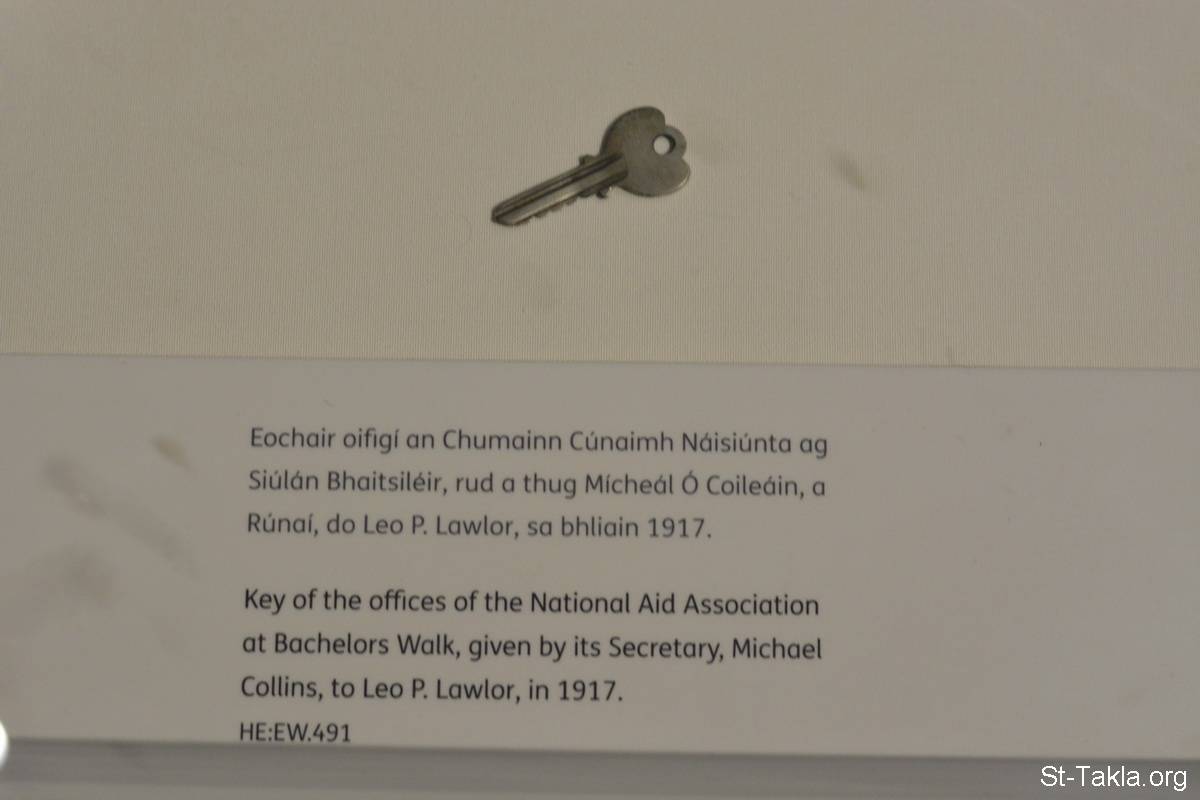 Eochair oifigí an Chumainn Cúnaimh Náisiúnta ag
Siúlán Bhaitsiléir, rud a thug Mícheál Ó Coileáin, a
Rúnaí, do Leo P. Lawlor, sa bhliain 1917.
Key of the offices of the National Aid Association
at Bachelors Walk, given by its Secretary, Michael
Collins, to Leo P. Lawlor, in 1917.
HE:EW.491
St-Takla.org